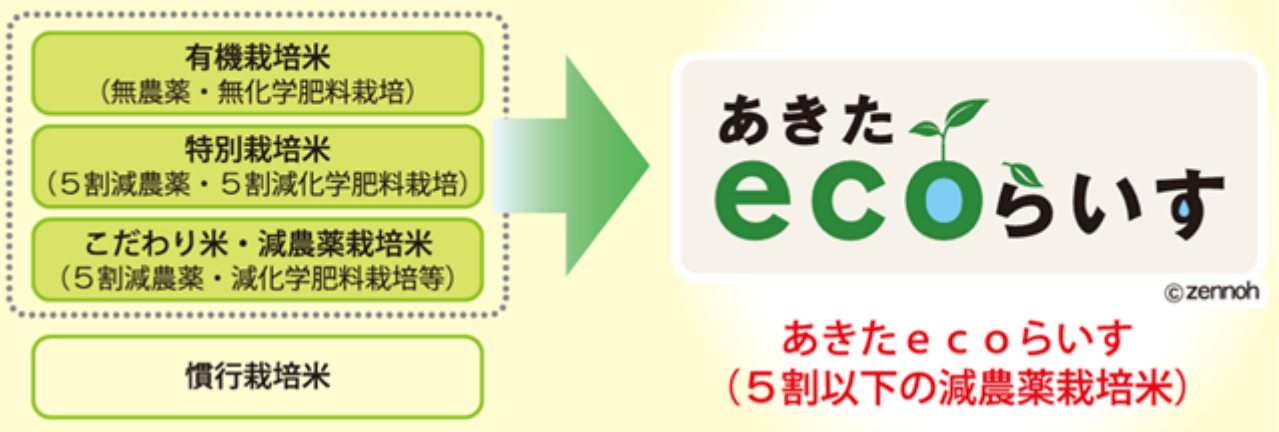 有機栽培米
（無農薬・無化学肥料栽培）
特別栽培米
（５割減農薬・５割減化学肥料栽培）
こだわり米・減農薬栽培米
（５割減農薬・減化学肥料栽培等）
慣行栽培米
あきた
ecoらいす
©zennoh
あきたｅｃｏらいす
（５割以下の減農薬栽培米）